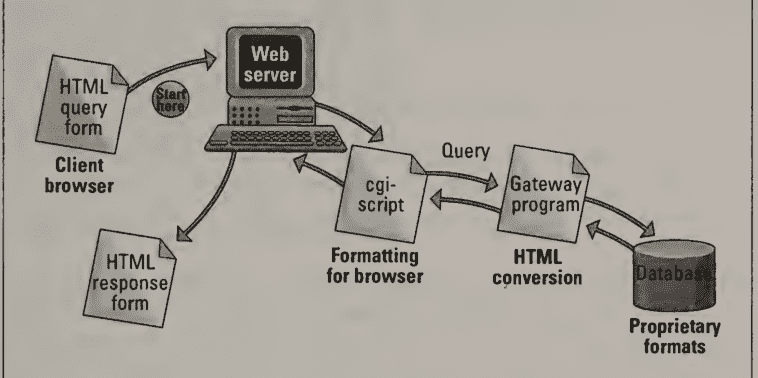 Web
server
HTML
query
form
Start
here
Client
browser
Query
cgi-
script
Gateway
program
Formatting
for browser
HTML
conversion
HTML
response
form
Database
Proprietary
formats